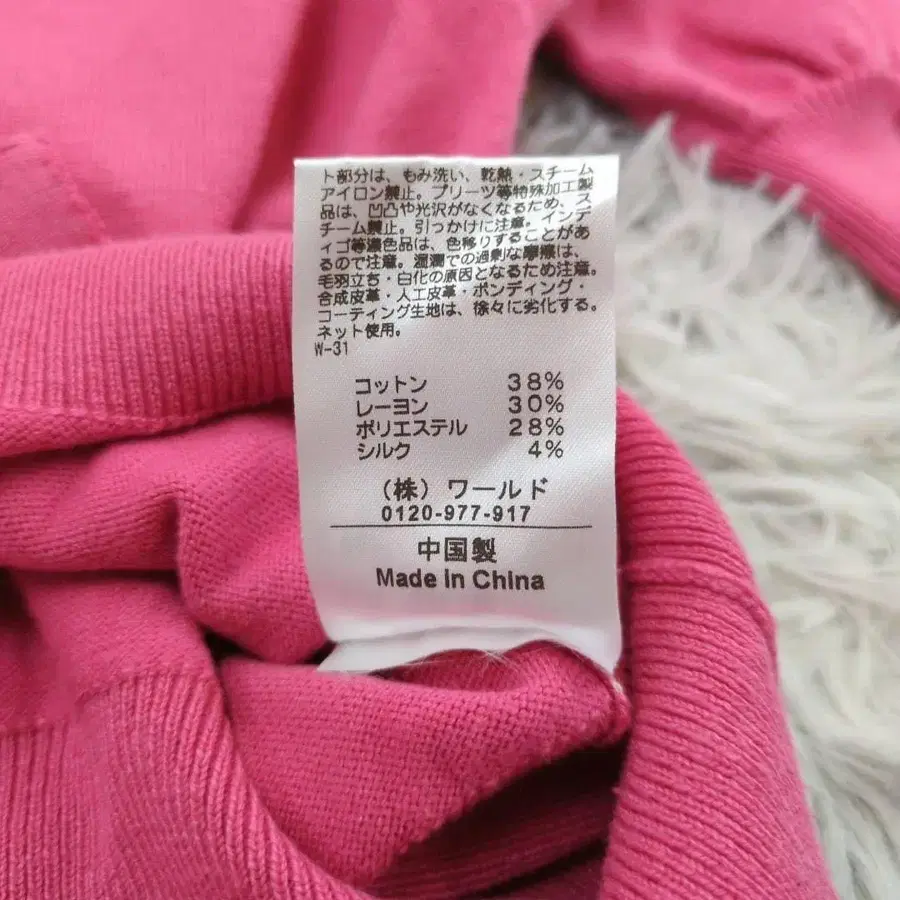 ト部分は、もみ洗い、乾熱・スチーム
アイロン禁止。プリーツ等特殊加工製
品は、凹凸や光沢がなくなるため、ス
チーム禁止。引っかけに注意。インデ
ィゴ等濃色品は、色移りすることがあ
るので注意。湿潤での過剰な摩擦は、
毛羽立ち・白化の原因となるため注意。
合成皮革・人工皮革・ボンディング・
コーティング生地は、徐々に劣化する。
ネット使用。
W-31
コットン 38%
レーヨン 30%
ポリエステル 28%
シルク 4%
(株) ワールド
0120-977-917
中国製
Made in China